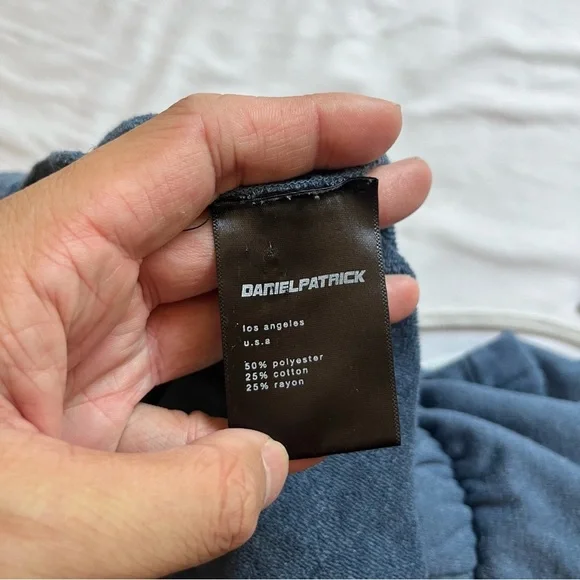 DANIELPATRICK
los angeles
u.s.a
50% polyester
25% cotton
25% rayon